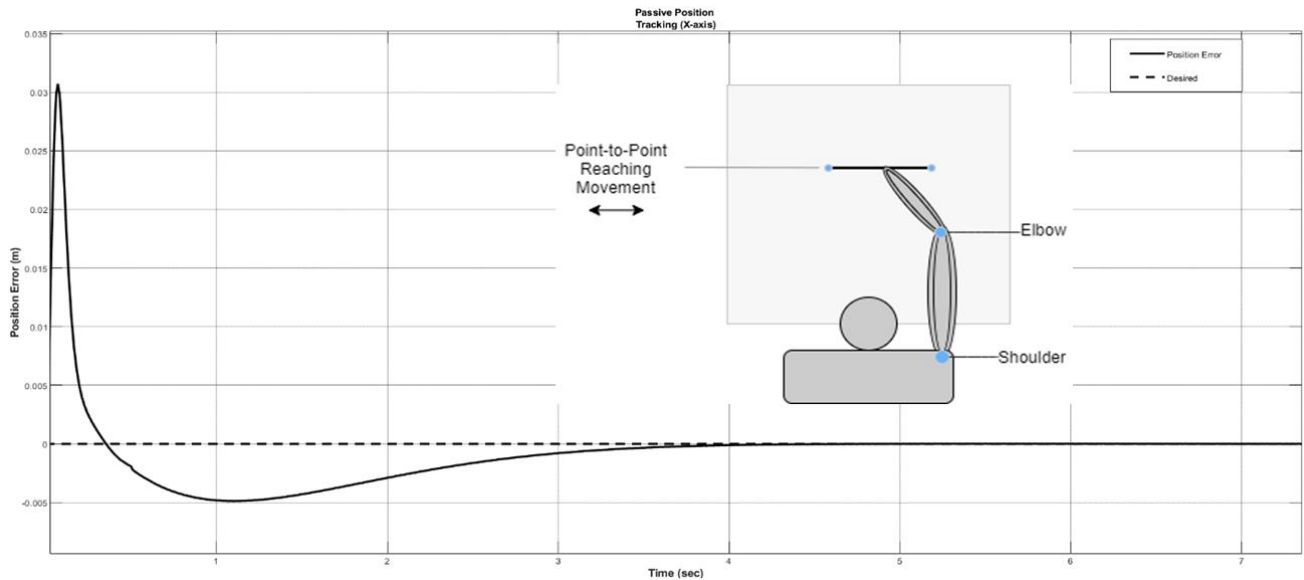 Passive Position
Tracking (X-axis)
0.035
0.03
0.025
0.02
0.015
0.01
0.005
0
-0.005
Position Error (m)
Position Error
Desired
Point-to-Point
Reaching
Movement
Elbow
Shoulder
1
2
3
4
5
6
7
Time (sec)